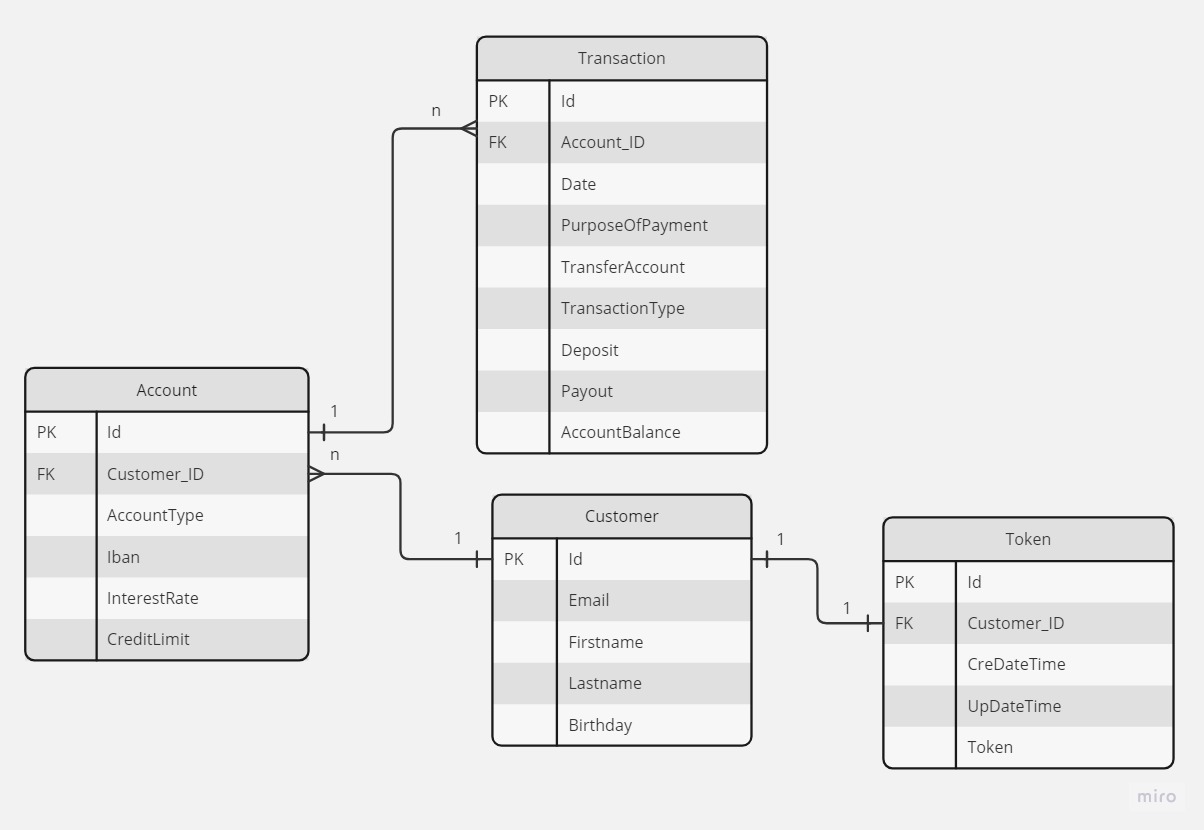 Transaction
PK Id
n
FK Account_ID
Date
PurposeOfPayment
TransferAccount
TransactionType
Deposit
Payout
AccountBalance
Account
1
PK Id
n
FK Customer_ID
AccountType
Iban
InterestRate
CreditLimit
Customer
1
PK Id
1
Email
Firstname
Lastname
Birthday
Token
PK Id
1
FK Customer_ID
CreDateTime
UpDateTime
Token
miro